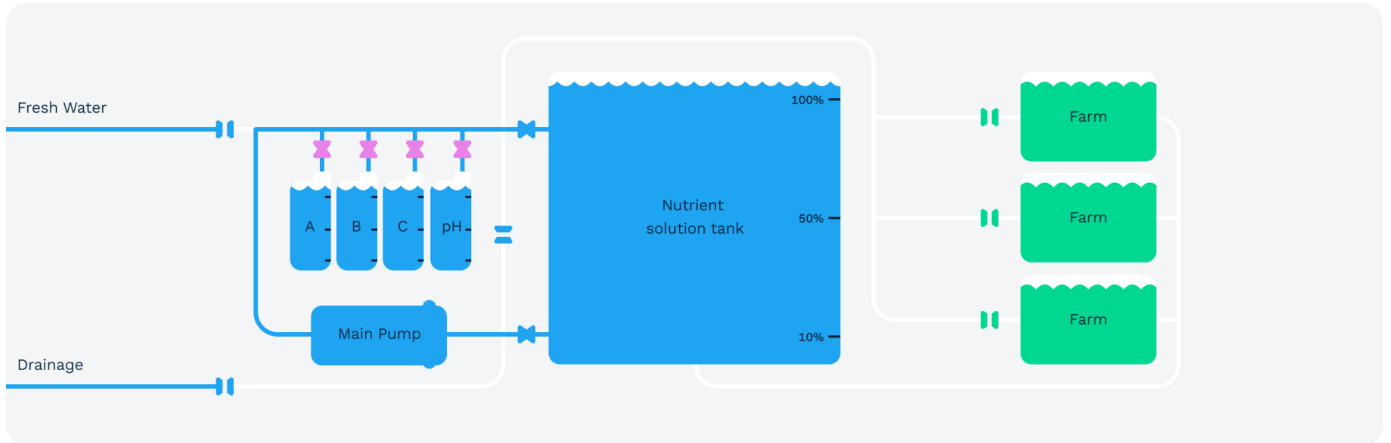 Fresh Water
100%
Farm
A
B
C
pH
Nutrient
solution tank
50%
Farm
Main Pump
10%
Farm
Drainage